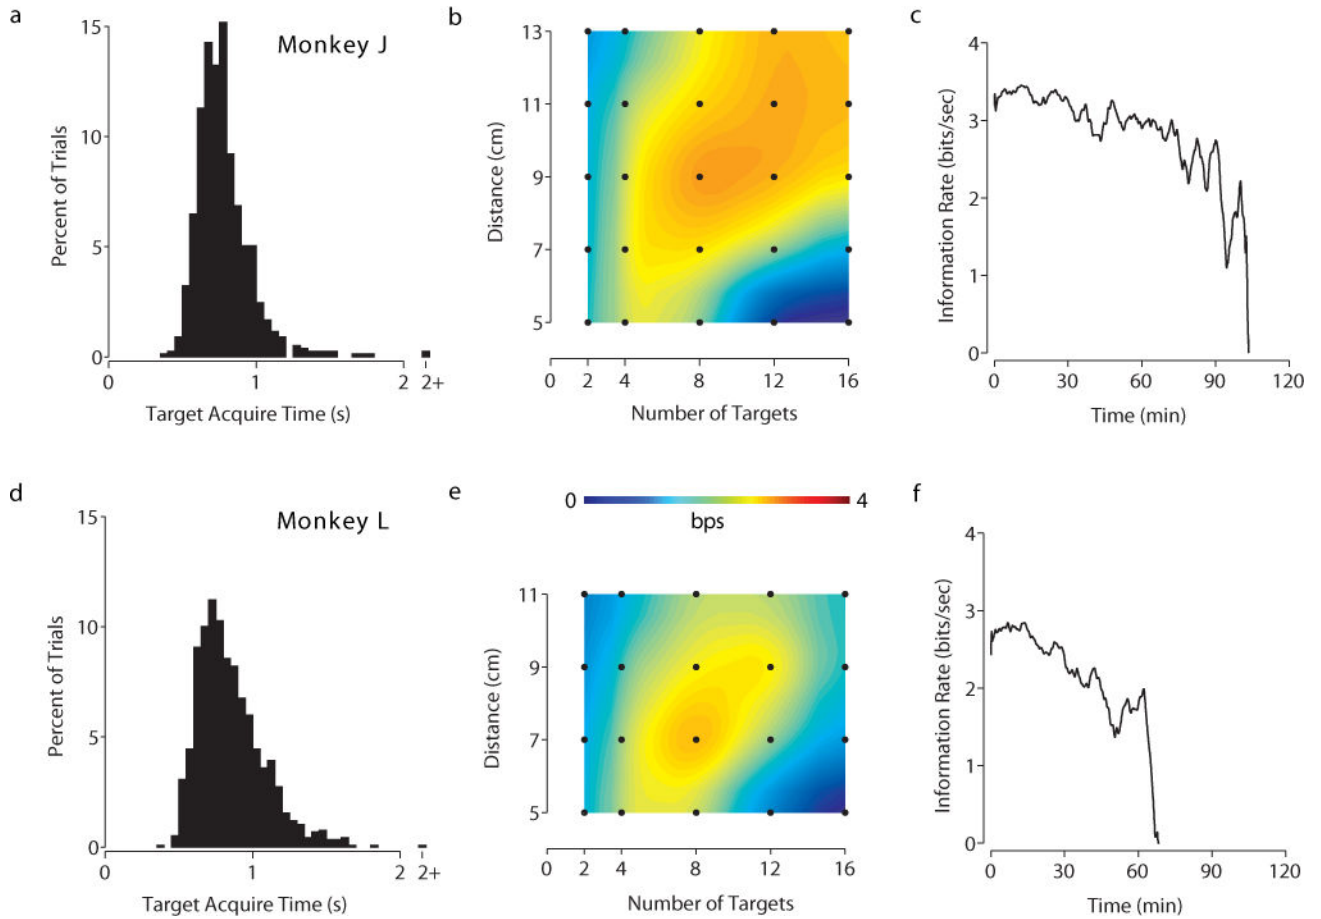 a
Monkey J
Percent of Trials
15
10
5
0
0 1 2 2+
Target Acquire Time (s)
b
Distance (cm)
13
11
9
7
5
2 4 8 12 16
Number of Targets
c
Information Rate (bits/sec)
4
3
2
1
0
0 30 60 90 120
Time (min)
d
Monkey L
Percent of Trials
15
10
5
0
0 1 2 2+
Target Acquire Time (s)
e
0 4
bps
Distance (cm)
11
9
7
5
2 4 8 12 16
Number of Targets
f
Information Rate (bits/sec)
4
3
2
1
0
0 30 60 90 120
Time (min)